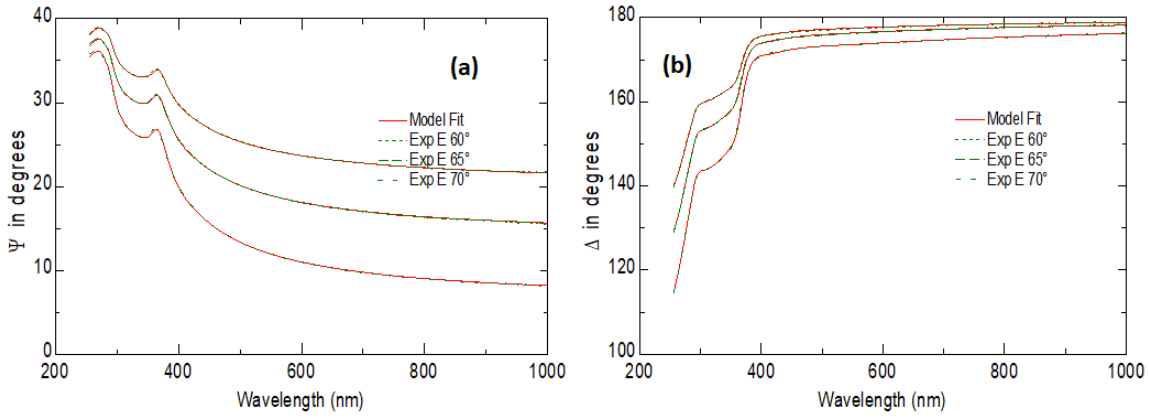 40
30
20
10
0
Ψ in degrees
(a)
Model Fit
Exp E 60°
Exp E 65°
Exp E 70°
200 400 600 800 1000
Wavelength (nm)
180
160
140
120
100
Δ in degrees
(b)
Model Fit
Exp E 60°
Exp E 65°
Exp E 70°
200 400 600 800 1000
Wavelength (nm)